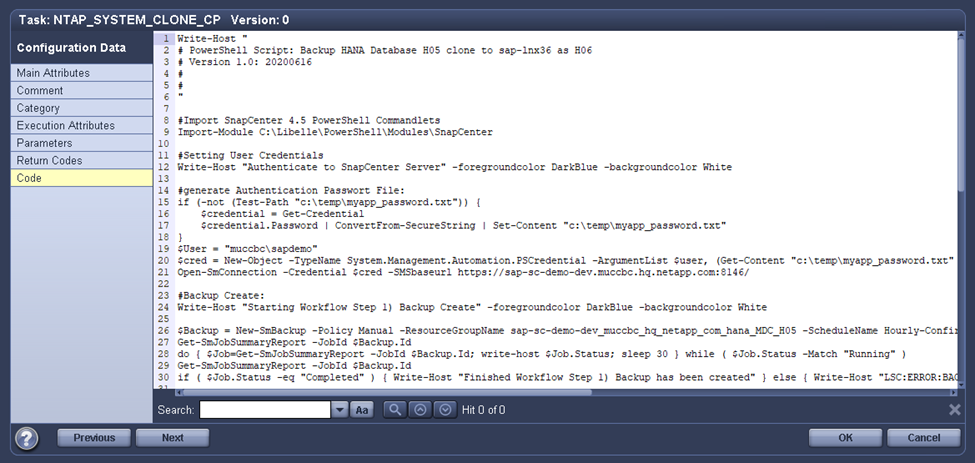 Task: NTAP_SYSTEM_CLONE_CP   Version: 0
Configuration Data
Main Attributes
Comment
Category
Execution Attributes
Parameters
Return Codes
Code
1 Write-Host "
2 # PowerShell Script: Backup HANA Database H05 clone to sap-lnx36 as H06
3 # Version 1.0: 20200616
4 #
5 #
6 "
7
8 #Import SnapCenter 4.5 PowerShell Commandlets
9 Import-Module C:\Libelle\PowerShell\Modules\SnapCenter
10
11 #Setting User Credentials
12 Write-Host "Authenticate to SnapCenter Server" -foregroundcolor DarkBlue -backgroundcolor White
13
14 #generate Authentication Passwort File:
15 if (-not (Test-Path "c:\temp\myapp_password.txt")) {
16     $credential = Get-Credential
17     $credential.Password | ConvertFrom-SecureString | Set-Content "c:\temp\myapp_password.txt"
18 }
19 $User = "muccbc\sapdemo"
20 $cred = New-Object -TypeName System.Management.Automation.PSCredential -ArgumentList $user, (Get-Content "c:\temp\myapp_password.txt"
21 Open-SmConnection -Credential $cred -SMSbaseurl https://sap-sc-demo-dev.muccbc.hq.netapp.com:8146/
22
23 #Backup Create:
24 Write-Host "Starting Workflow Step 1) Backup Create" -foregroundcolor DarkBlue -backgroundcolor White
25
26 $Backup = New-SmBackup -Policy Manual -ResourceGroupName sap-sc-demo-dev_muccbc_hq_netapp_com_hana_MDC_H05 -ScheduleName Hourly-Confi
27 Get-SmJobSummaryReport -JobId $Backup.Id
28 do { $Job=Get-SmJobSummaryReport -JobId $Backup.Id; write-host $Job.Status; sleep 30 } while ( $Job.Status -Match "Running" )
29 Get-SmJobSummaryReport -JobId $Backup.Id
30 if ( $Job.Status -eq "Completed" ) { Write-Host "Finished Workflow Step 1) Backup has been created" } else { Write-Host "LSC:ERROR:BAC
31
Search: Aa Hit 0 of 0
? Previous Next OK Cancel